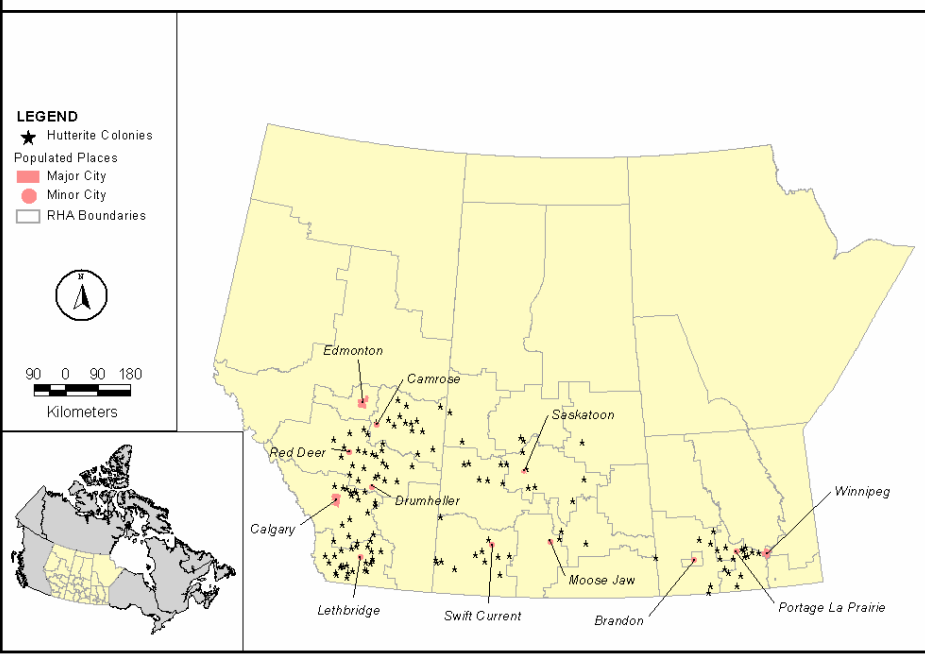 LEGEND
Hutterite Colonies
Populated Places
Major City
Minor City
RHA Boundaries
N
90 0 90 180
Kilometers
Edmonton
Camrose
Saskatoon
Red Deer
Drumheller
Calgary
Winnipeg
Moose Jaw
Lethbridge
Swift Current
Brandon
Portage La Prairie